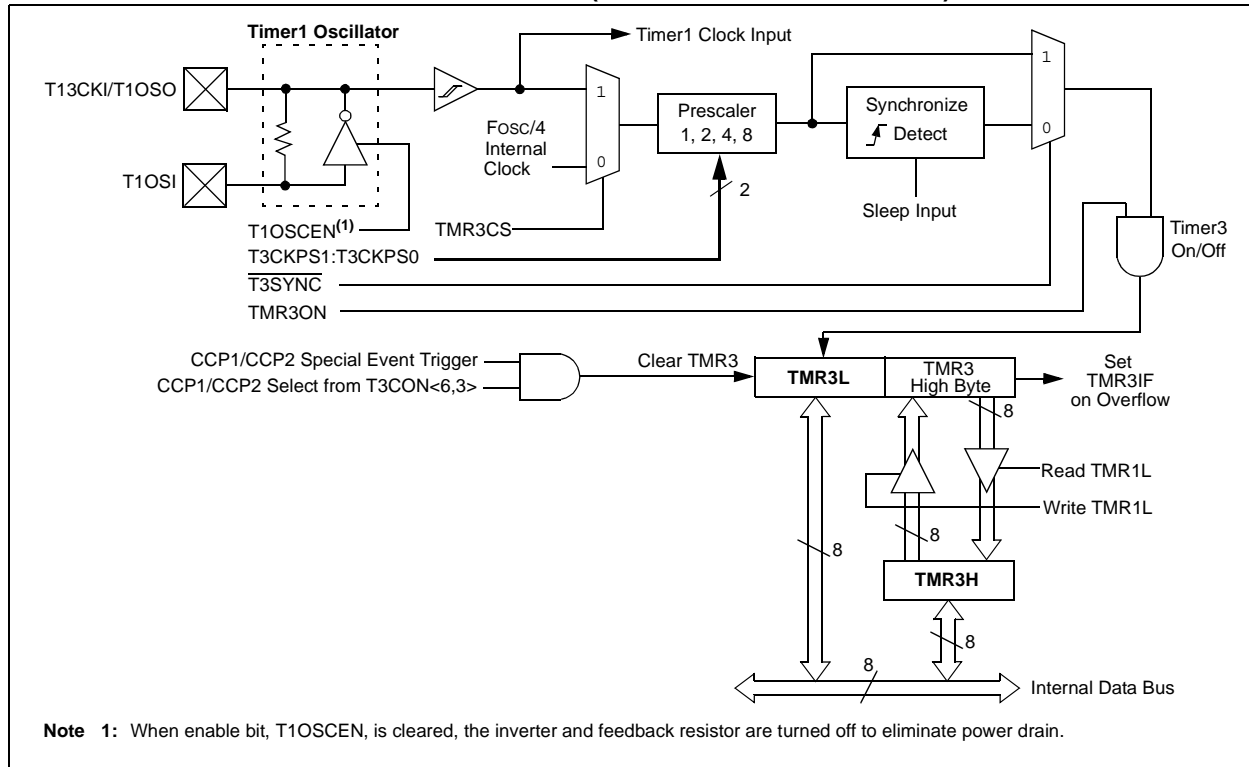 Timer1 Oscillator
Timer1 Clock Input
T13CKI/T1OSO
T1OSI
1
FOSC/4
Internal
Clock
0
Prescaler
1, 2, 4, 8
2
Synchronize
Detect
1
0
Sleep Input
Timer3
On/Off
T1OSCEN(1)
TMR3CS
T3CKPS1:T3CKPS0
T3SYNC
TMR3ON
CCP1/CCP2 Special Event Trigger
CCP1/CCP2 Select from T3CON<6,3>
Clear TMR3
TMR3L
TMR3
High Byte
Set
TMR3IF
on Overflow
8
Read TMR1L
Write TMR1L
8
8
TMR3H
8
8
Internal Data Bus
Note 1: When enable bit, T1OSCEN, is cleared, the inverter and feedback resistor are turned off to eliminate power drain.